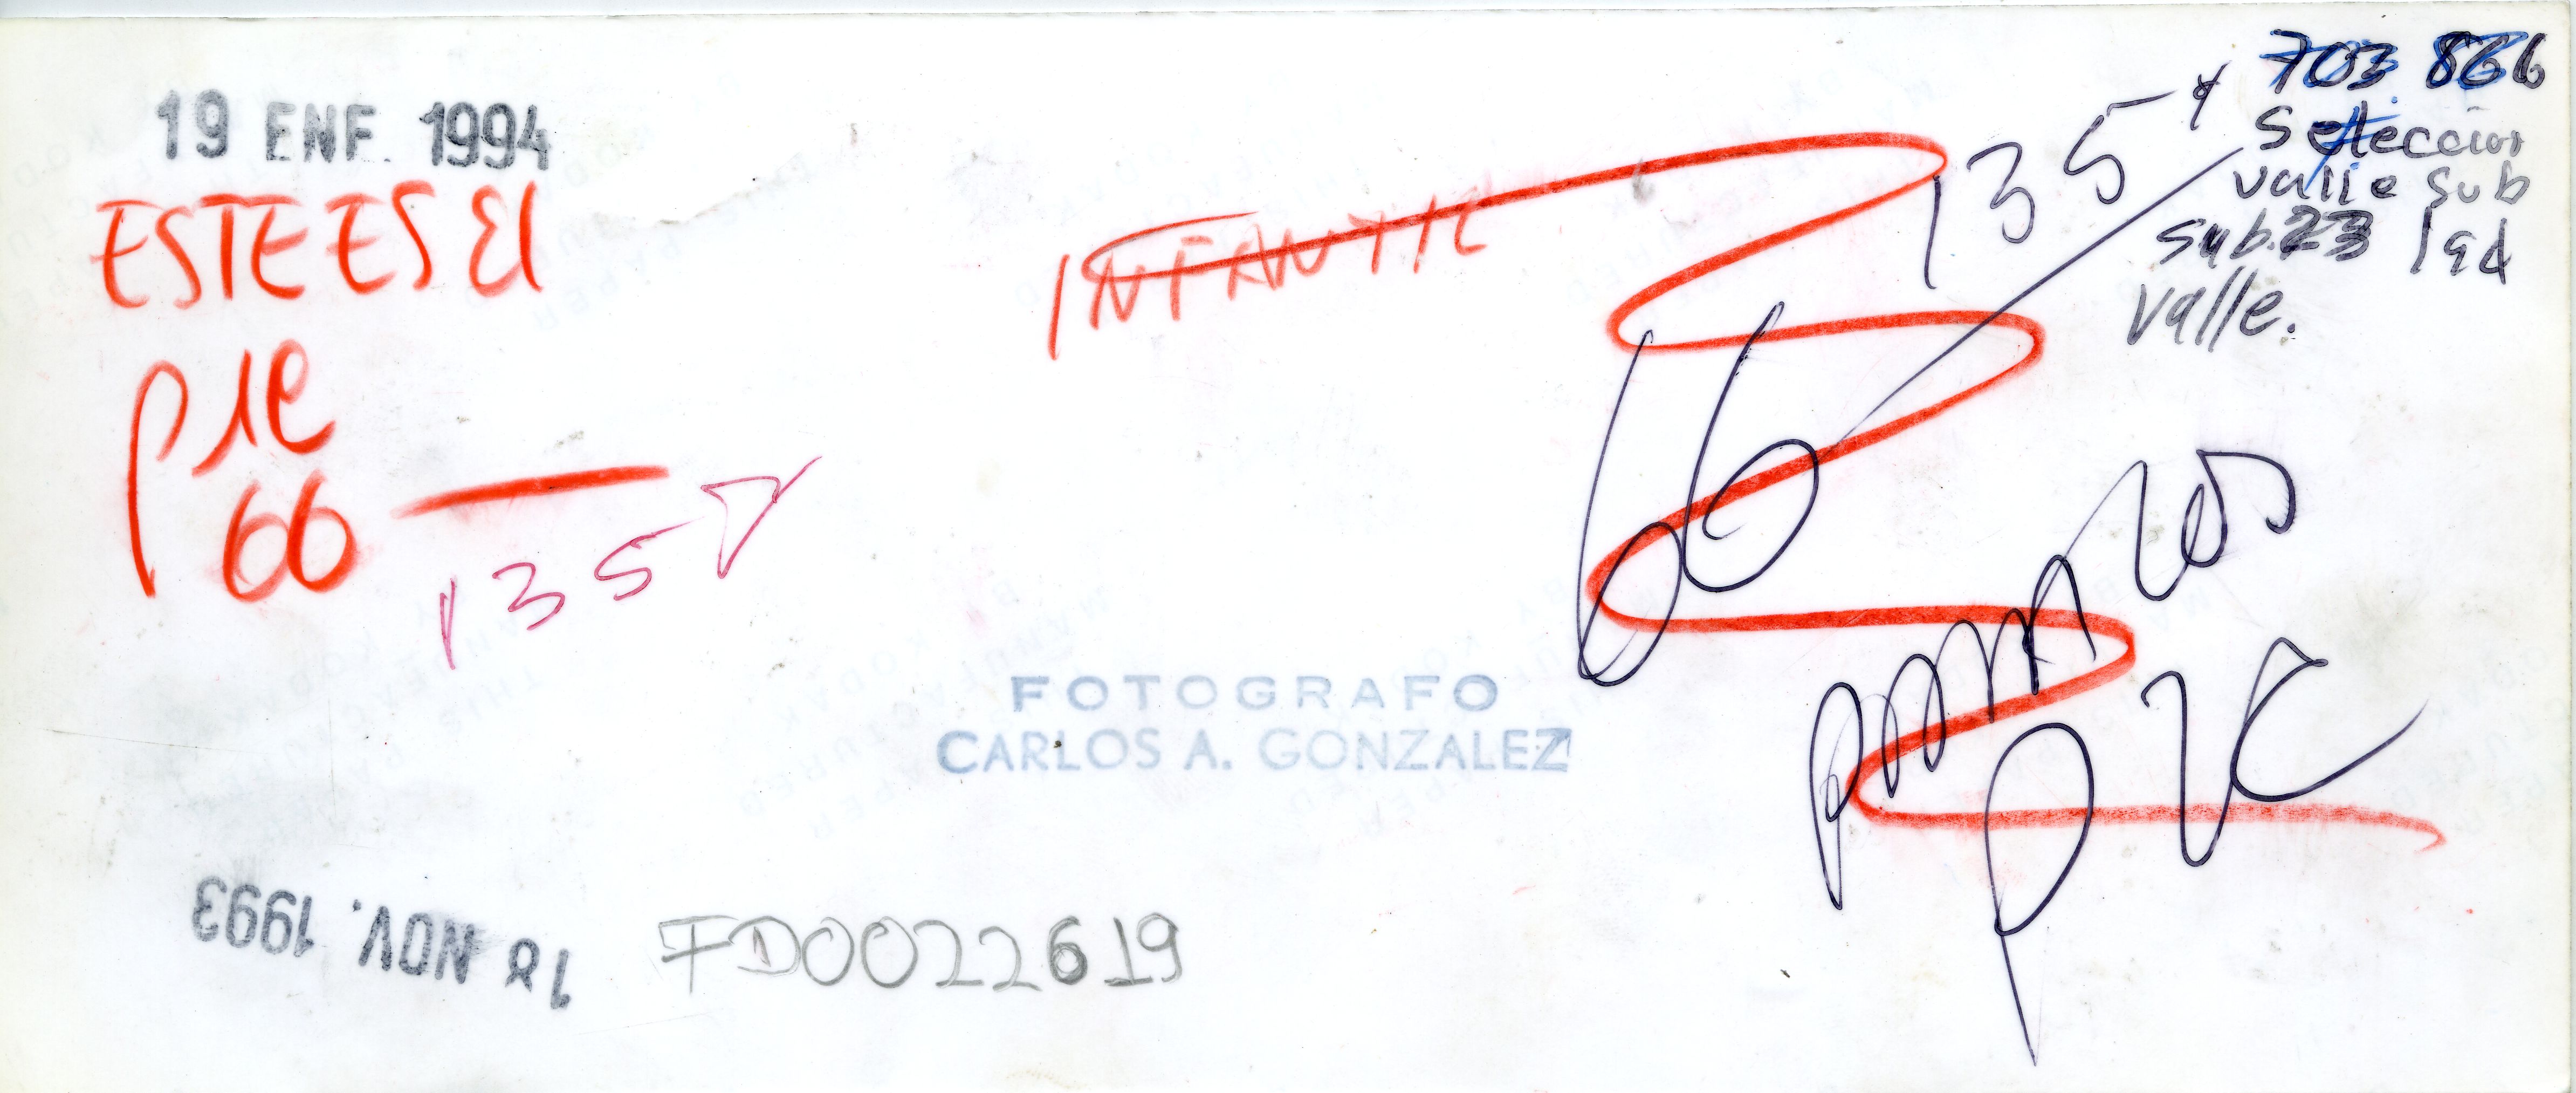 19 ENE. 1994
ESTE ES El
pie
66
135
INFANTIL
135
66
703 866
Seleccion
valle sub
sub.23
valle.
FOTOGRAFO
CARLOS A. GONZALEZ
18 NOV. 1993
FD0022619